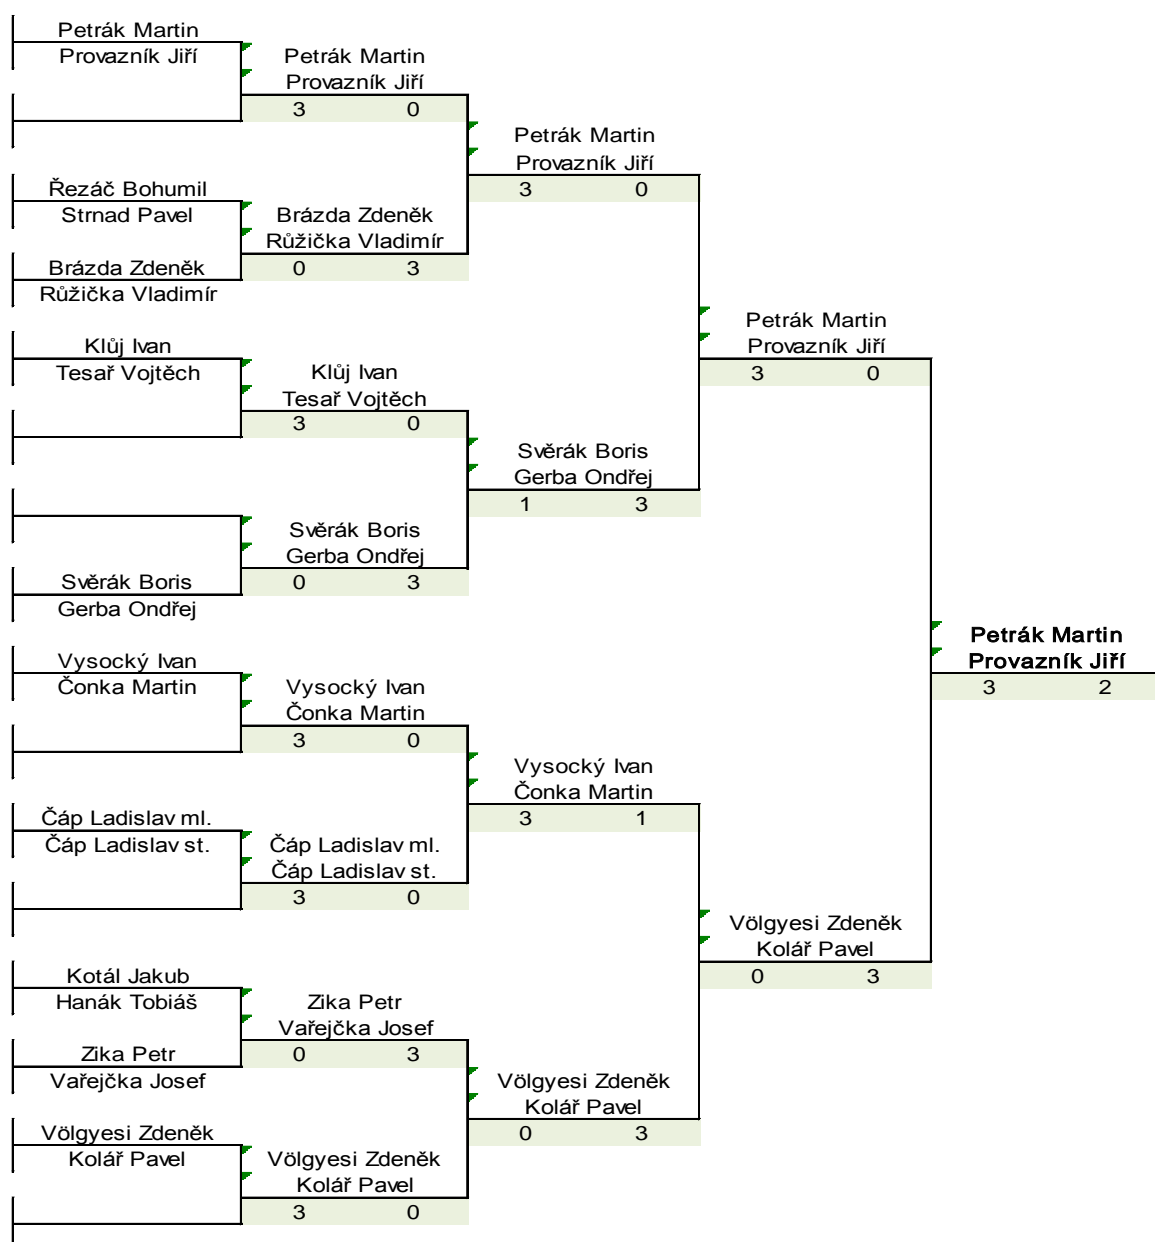 Petrák Martin
Provazník Jiří
Petrák Martin
Provazník Jiří
3 0
Petrák Martin
Provazník Jiří
3 0
Řezáč Bohumil
Strnad Pavel
Brázda Zdeněk
Růžička Vladimír
0 3
Brázda Zdeněk
Růžička Vladimír
Petrák Martin
Provazník Jiří
3 0
Klůj Ivan
Tesař Vojtěch
Klůj Ivan
Tesař Vojtěch
3 0
Svěrák Boris
Gerba Ondřej
1 3
Svěrák Boris
Gerba Ondřej
0 3
Svěrák Boris
Gerba Ondřej
Petrák Martin
Provazník Jiří
3 2
Vysocký Ivan
Čonka Martin
Vysocký Ivan
Čonka Martin
3 0
Vysocký Ivan
Čonka Martin
3 1
Čáp Ladislav ml.
Čáp Ladislav st.
Čáp Ladislav ml.
Čáp Ladislav st.
3 0
Völgyesi Zdeněk
Kolář Pavel
0 3
Kotál Jakub
Hanák Tobiáš
Zika Petr
Vařejčka Josef
0 3
Zika Petr
Vařejčka Josef
Völgyesi Zdeněk
Kolář Pavel
0 3
Völgyesi Zdeněk
Kolář Pavel
Völgyesi Zdeněk
Kolář Pavel
3 0